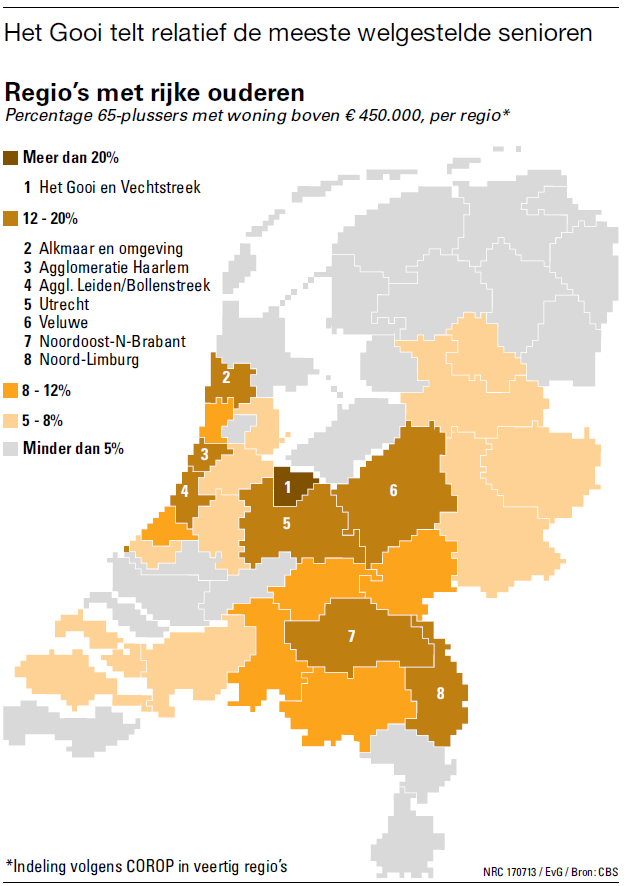 Het Gooi telt relatief de meeste welgestelde senioren
Regio's met rijke ouderen
Percentage 65-plussers met woning boven € 450.000, per regio*
Meer dan 20%
1 Het Gooi en Vechtstreek
12 - 20%
2 Alkmaar en omgeving
3 Agglomeratie Haarlem
4 Aggl. Leiden/Bollenstreek
5 Utrecht
6 Veluwe
7 Noordoost-N-Brabant
8 Noord-Limburg
8 - 12%
5 - 8%
Minder dan 5%
2
3
1
4
6
5
7
8
*Indeling volgens COROP in veertig regio's
NRC 170713 / EvG / Bron: CBS